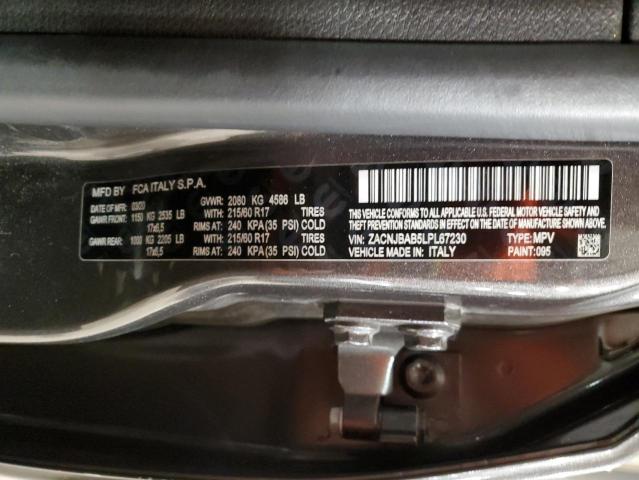 MFD BY FCA ITALY S.P.A.
DATE OF MFR: 03/20 GVWR: 2080 KG 4586 LB
GAWR FRONT: 1150 KG 2535 LB WITH: 215/60 R17 TIRES
17x6,5 RIMS AT: 240 KPA (35 PSI) COLD
GAWR REAR: 1000 KG 2205 LB WITH: 215/60 R17 TIRES
17x6,5 RIMS AT: 240 KPA (35 PSI) COLD
THIS VEHICLE CONFORMS TO ALL APPLICABLE FEDERAL MOTOR VEHICLE SAFETY AND
THEFT PREVENTION STANDARDS IN EFFECT ON THE DATE OF MANUFACTURE SHOWN ABOVE.
VIN: ZACNJBAB5LPL67230 TYPE: MPV
VEHICLE MADE IN: ITALY PAINT: 095